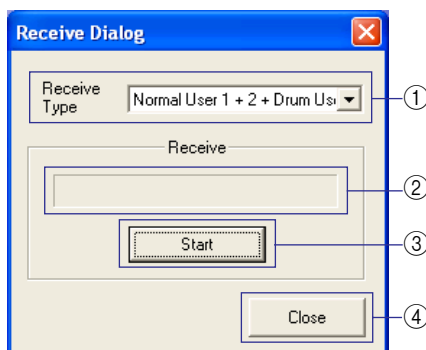 Receive Dialog
Receive
Type
Normal User 1 + 2 + Drum Us
①
Receive
②
Start
③
Close
④